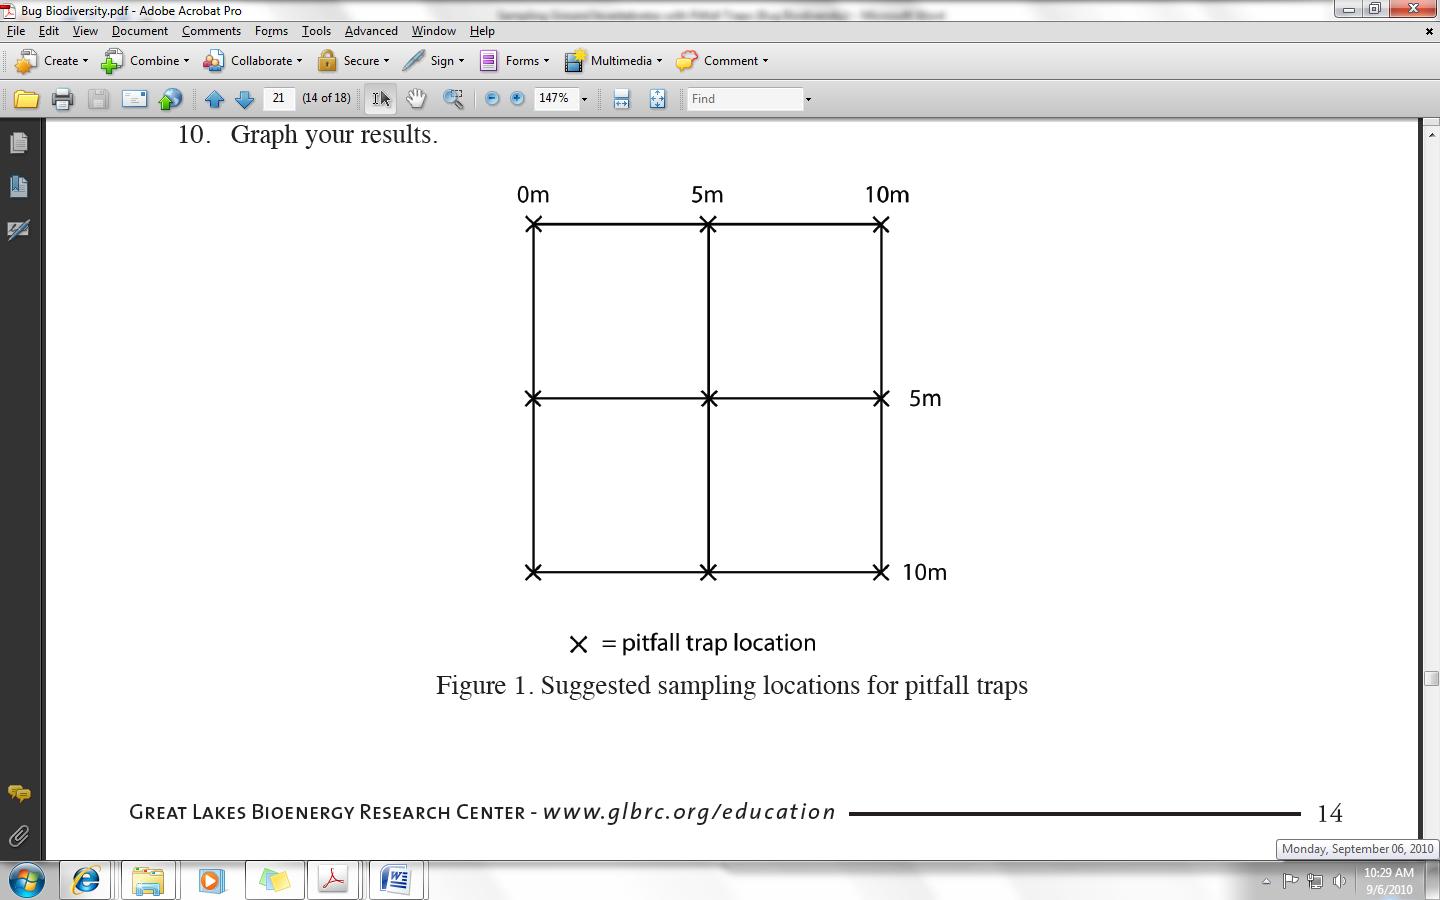 Bug Biodiversity.pdf - Adobe Acrobat Pro
File Edit View Document Comments Forms Tools Advanced Window Help
Create Combine Collaborate Secure Sign Forms Multimedia Comment
21 (14 of 18) 147% Find
10. Graph your results.
0m 5m 10m
5m
10m
× = pitfall trap location
Figure 1. Suggested sampling locations for pitfall traps
Great Lakes Bioenergy Research Center - www.glbrc.org/education 14
Monday, September 06, 2010
10:29 AM
9/6/2010